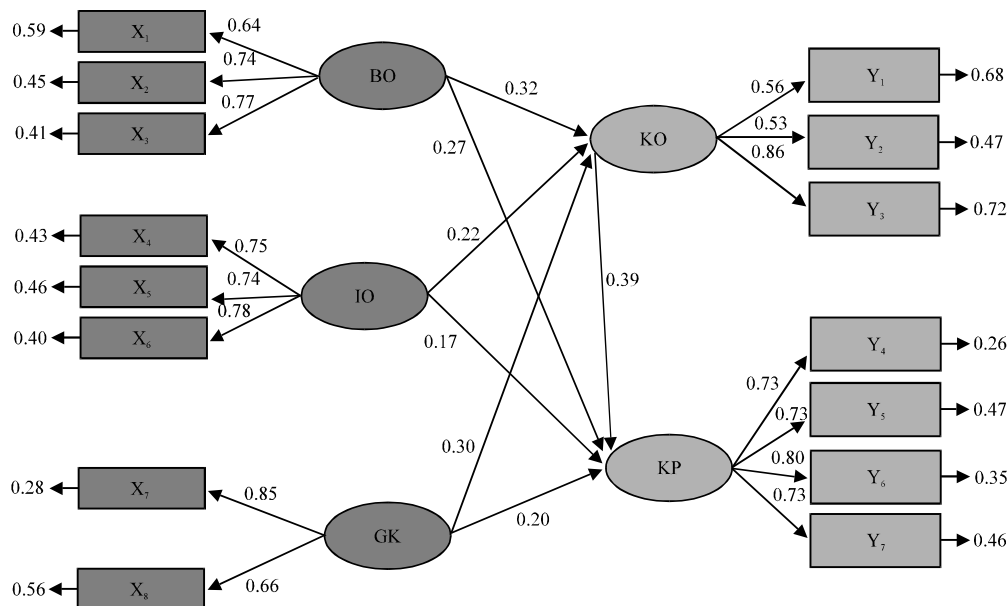 0.59
X₁
0.64
0.45
X₂
0.74
0.41
X₃
0.77
BO
0.32
0.27
KO
0.56
Y₁
0.68
0.53
Y₂
0.47
0.86
Y₃
0.72
0.43
X₄
0.75
0.46
X₅
0.74
0.40
X₆
0.78
IO
0.22
0.17
0.39
0.28
X₇
0.85
0.56
X₈
0.66
GK
0.30
0.20
KP
0.73
Y₄
0.26
0.73
Y₅
0.47
0.80
Y₆
0.35
0.73
Y₇
0.46